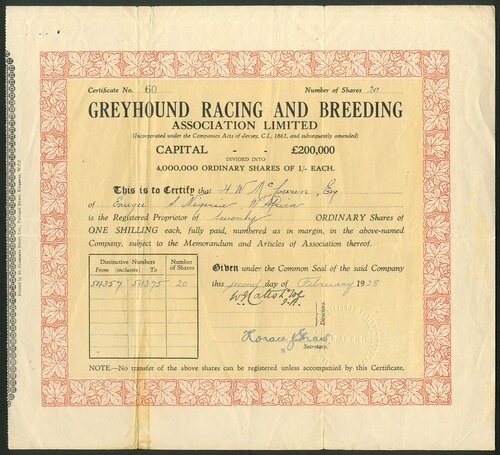 Certificate No. 60 Number of Shares 20
GREYHOUND RACING AND BREEDING
ASSOCIATION LIMITED
(Incorporated under the Companies Acts of Jersey, C.I., 1861, and subsequently amended)
CAPITAL - - £200,000
DIVIDED INTO
4,000,000 ORDINARY SHARES OF 1/- EACH.
This is to Certify that H. W. McCowan, Esq
of Enugu S. Nigeria W Africa
is the Registered Proprietor of twenty ORDINARY Shares of
ONE SHILLING each, fully paid, numbered as in margin, in the above-named
Company, subject to the Memorandum and Articles of Association thereof.
Distinctive Numbers Number of Shares
From (inclusive) To
20
Given under the Common Seal of the said Company
this second day of February 1928
Directors.
Horace J Shaw
Secretary.
NOTE.—No transfer of the above shares can be registered unless accompanied by this Certificate.